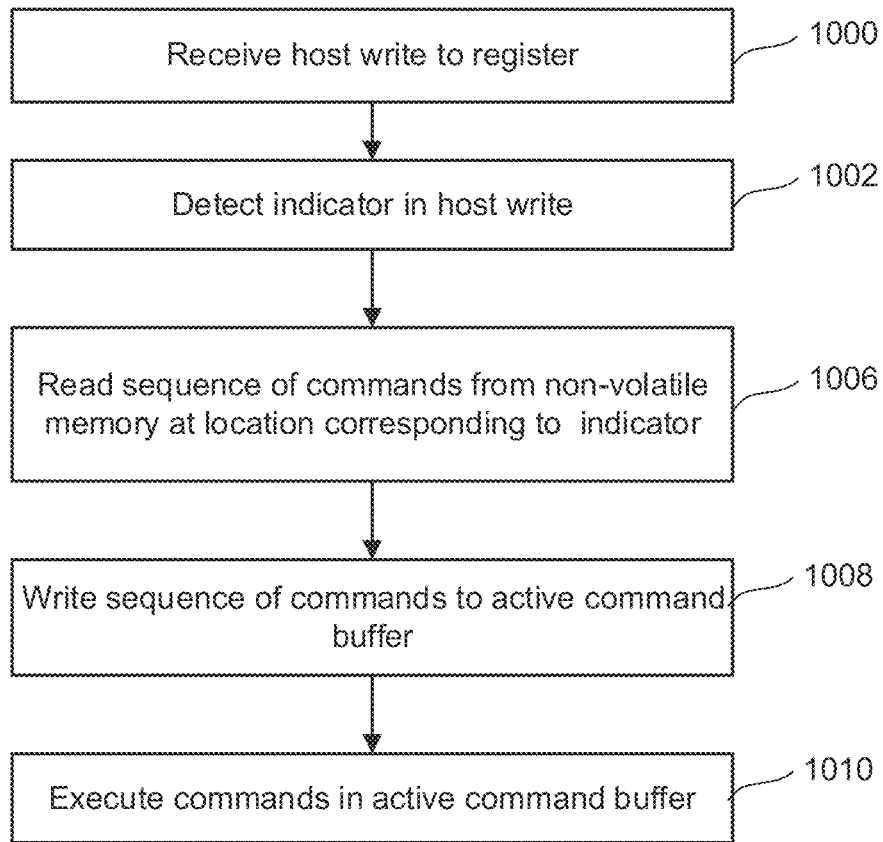 Receive host write to register
1000
Detect indicator in host write
1002
Read sequence of commands from non-volatile
memory at location corresponding to indicator
1006
Write sequence of commands to active command
buffer
1008
Execute commands in active command buffer
1010